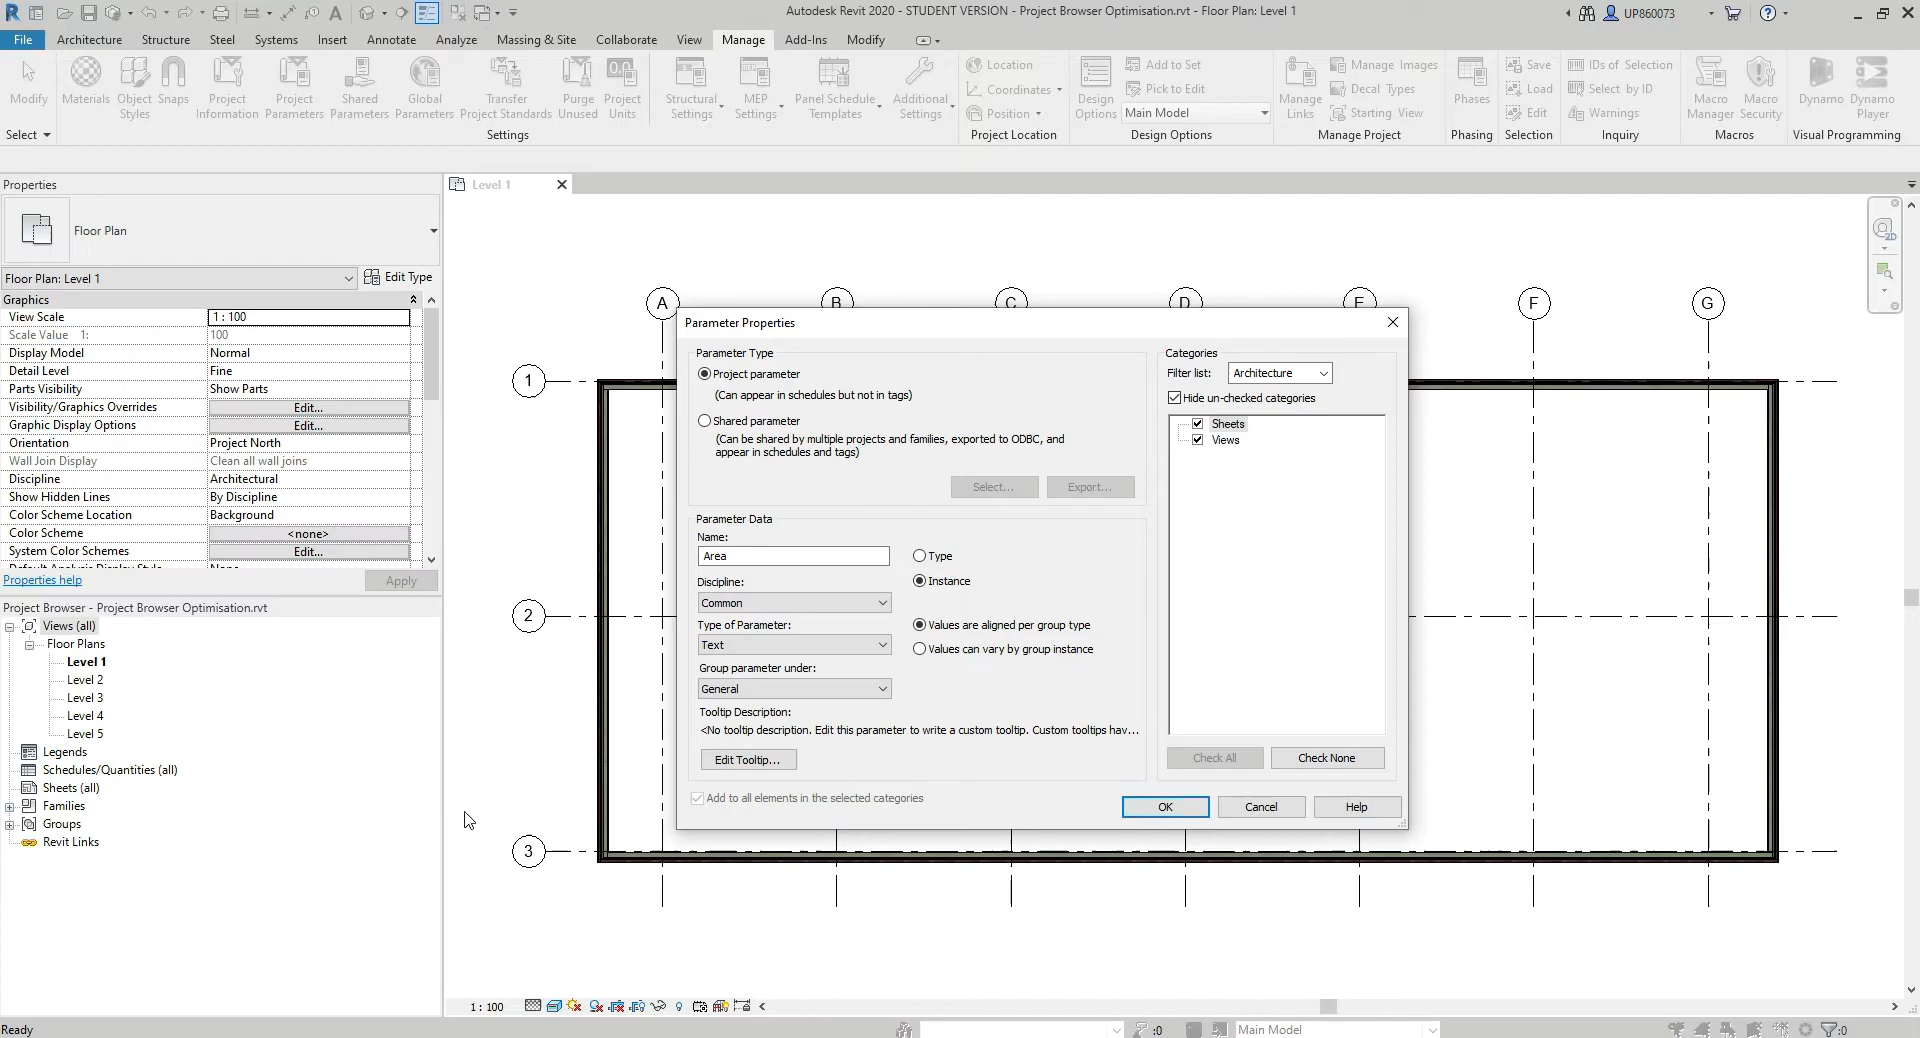 Autodesk Revit 2020 - STUDENT VERSION - Project Browser Optimisation.rvt - Floor Plan: Level 1
UP860073
File Architecture Structure Steel Systems Insert Annotate Analyze Massing & Site Collaborate View Manage Add-Ins Modify
Modify
Materials
Object Styles
Snaps
Project Information
Project Parameters
Shared Parameters
Global Parameters
Transfer Project Standards
Purge Unused
Project Units
Structural Settings
MEP Settings
Panel Schedule Templates
Additional Settings
Location
Coordinates
Position
Design Options
Add to Set
Pick to Edit
Main Model
Manage Links
Manage Images
Decal Types
Starting View
Phases
Save
Load
Edit
IDs of Selection
Select by ID
Warnings
Macro Manager
Macro Security
Dynamo
Dynamo Player
Select
Settings
Project Location
Design Options
Manage Project
Phasing
Selection
Inquiry
Macros
Visual Programming
Properties
Floor Plan
Floor Plan: Level 1
Edit Type
Graphics
View Scale 1 : 100
Scale Value 1: 100
Display Model Normal
Detail Level Fine
Parts Visibility Show Parts
Visibility/Graphics Overrides Edit...
Graphic Display Options Edit...
Orientation Project North
Wall Join Display Clean all wall joins
Discipline Architectural
Show Hidden Lines By Discipline
Color Scheme Location Background
Color Scheme <none>
System Color Schemes Edit...
Properties help
Apply
Project Browser - Project Browser Optimisation.rvt
Views (all)
Floor Plans
Level 1
Level 2
Level 3
Level 4
Level 5
Legends
Schedules/Quantities (all)
Sheets (all)
Families
Groups
Revit Links
Level 1
A B C D E F G
1
2
3
Parameter Properties
Parameter Type
Project parameter
(Can appear in schedules but not in tags)
Shared parameter
(Can be shared by multiple projects and families, exported to ODBC, and
appear in schedules and tags)
Select...
Export...
Parameter Data
Name:
Area
Type
Discipline:
Instance
Common
Type of Parameter:
Values are aligned per group type
Text
Values can vary by group instance
Group parameter under:
General
Tooltip Description:
<No tooltip description. Edit this parameter to write a custom tooltip. Custom tooltips hav...
Edit Tooltip...
Add to all elements in the selected categories
Categories
Filter list: Architecture
Hide un-checked categories
Sheets
Views
Check All
Check None
OK
Cancel
Help
1 : 100
2D
Ready
:0
Main Model
:0